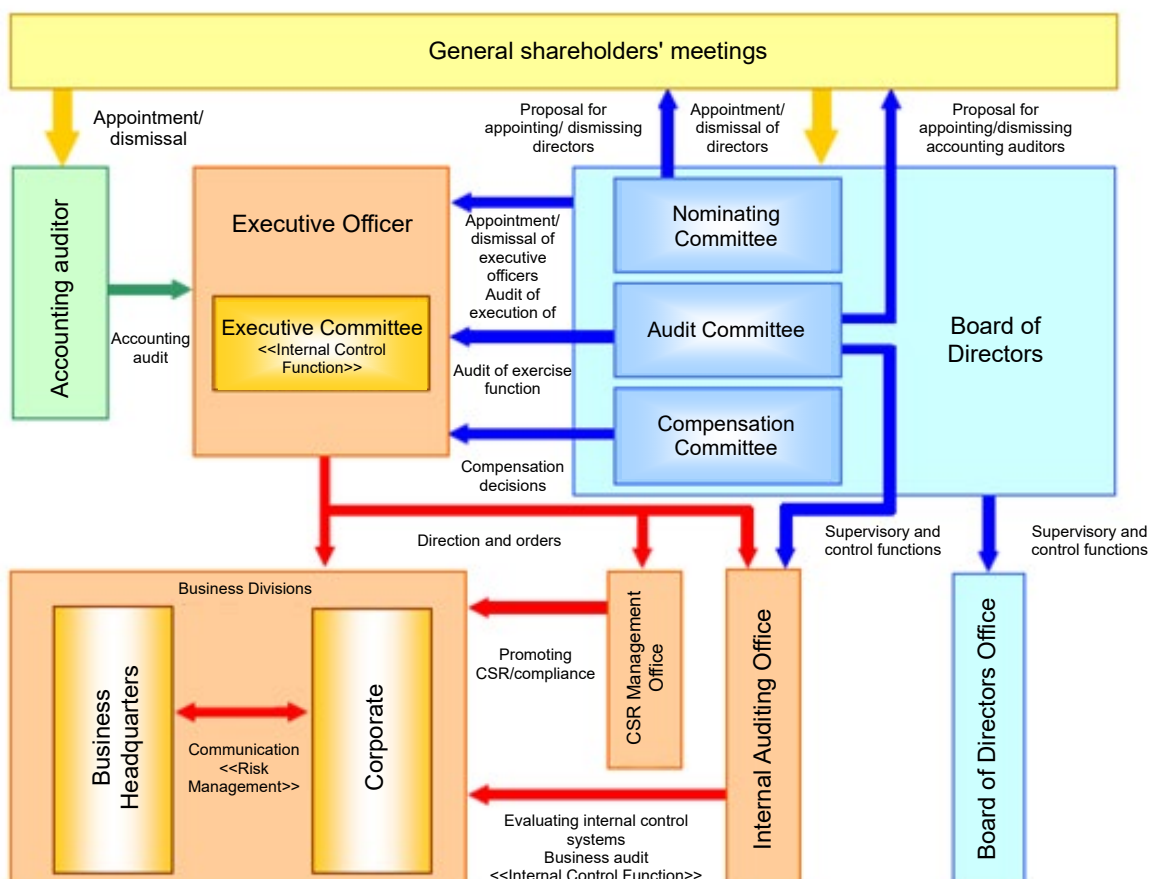 General shareholders' meetings
Appointment/
dismissal
Proposal for
appointing/ dismissing
directors
Appointment/
dismissal of
directors
Proposal for
appointing/dismissing
accounting auditors
Accounting auditor
Accounting
audit
Executive Officer
Executive Committee
<<Internal Control
Function>>
Appointment/
dismissal of
executive
officers
Audit of
execution of
Audit of exercise
function
Compensation
decisions
Nominating
Committee
Audit Committee
Compensation
Committee
Board of
Directors
Direction and orders
Supervisory and
control functions
Supervisory and
control functions
Business Divisions
Business
Headquarters
Communication
<<Risk
Management>>
Corporate
Promoting
CSR/compliance
CSR Management
Office
Internal Auditing Office
Board of Directors Office
Evaluating internal control
systems
Business audit
<<Internal Control Function>>